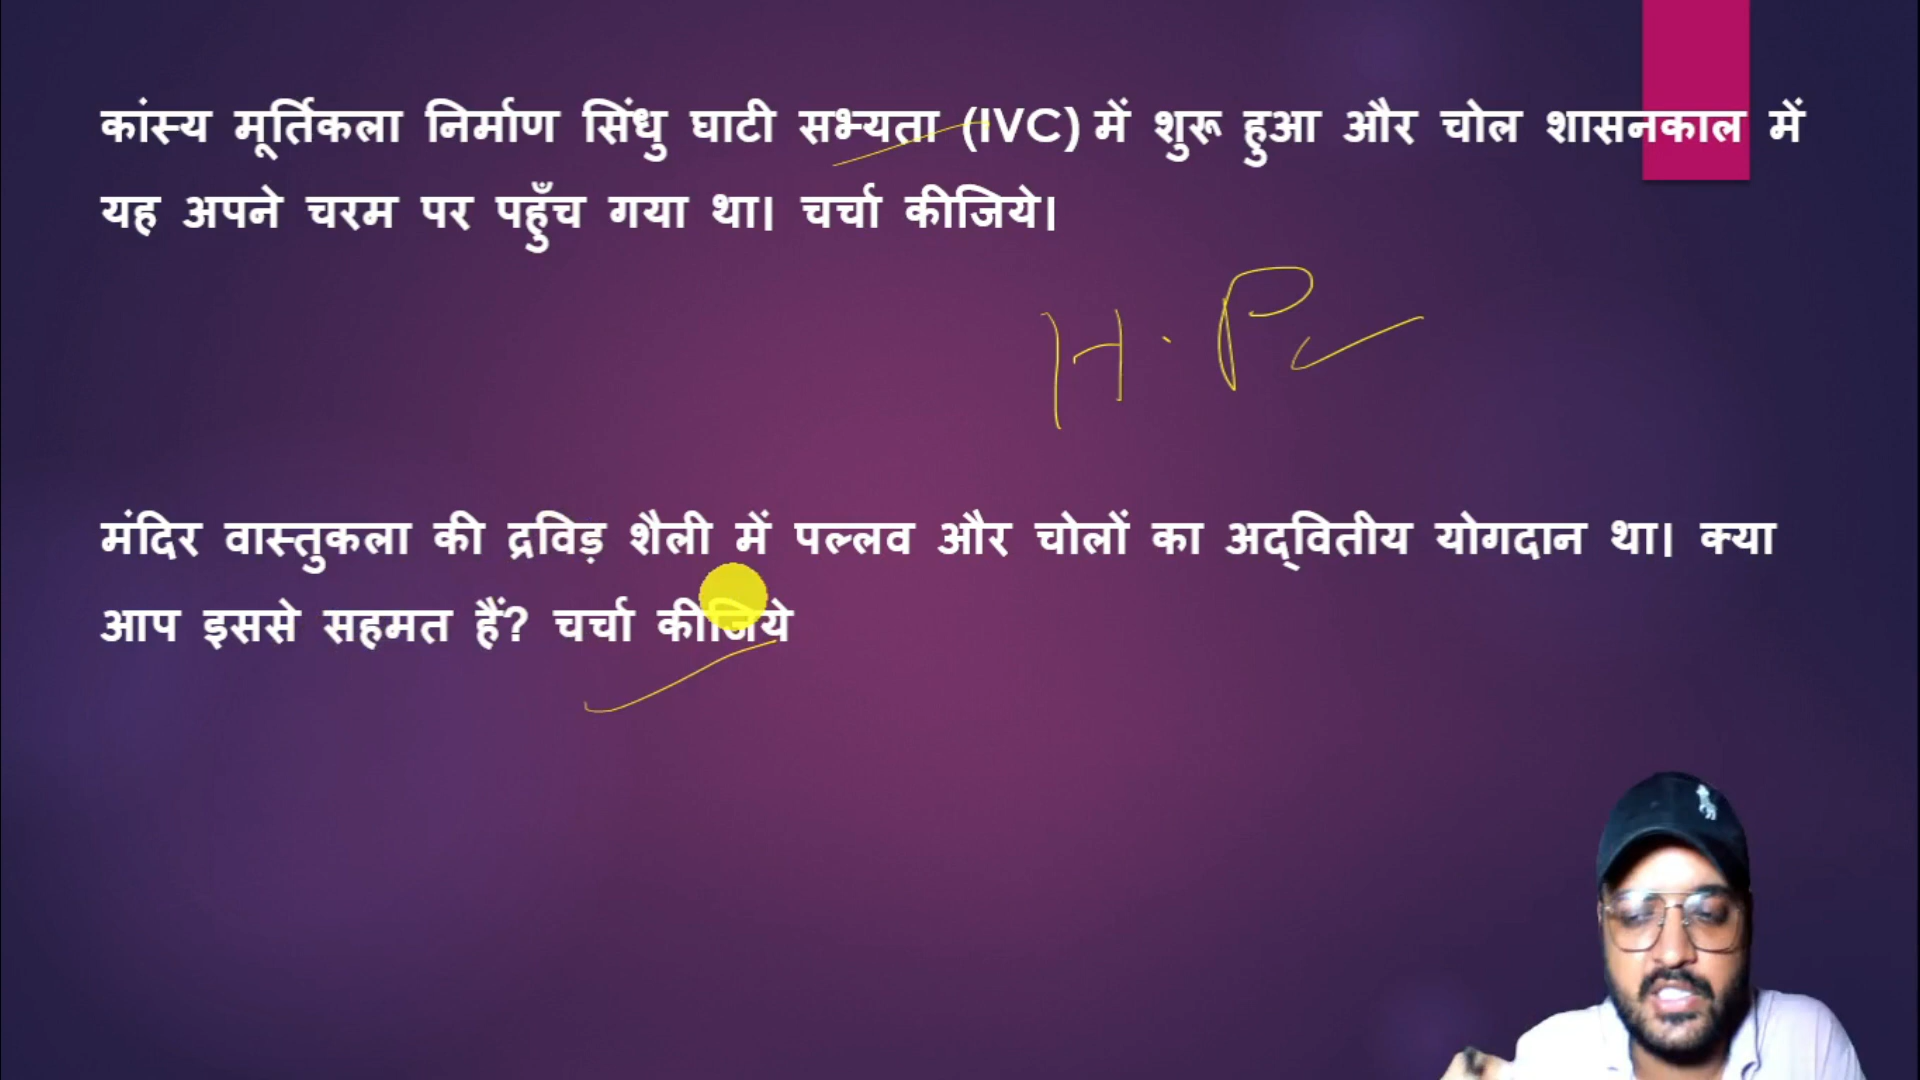 कांस्य मूर्तिकला निर्माण सिंधु घाटी सभ्यता (IVC) में शुरू हुआ और चोल शासनकाल में
यह अपने चरम पर पहुँच गया था। चर्चा कीजिये।
H.P
मंदिर वास्तुकला की द्रविड़ शैली में पल्लव और चोलों का अद्वितीय योगदान था। क्या
आप इससे सहमत हैं? चर्चा कीजिये